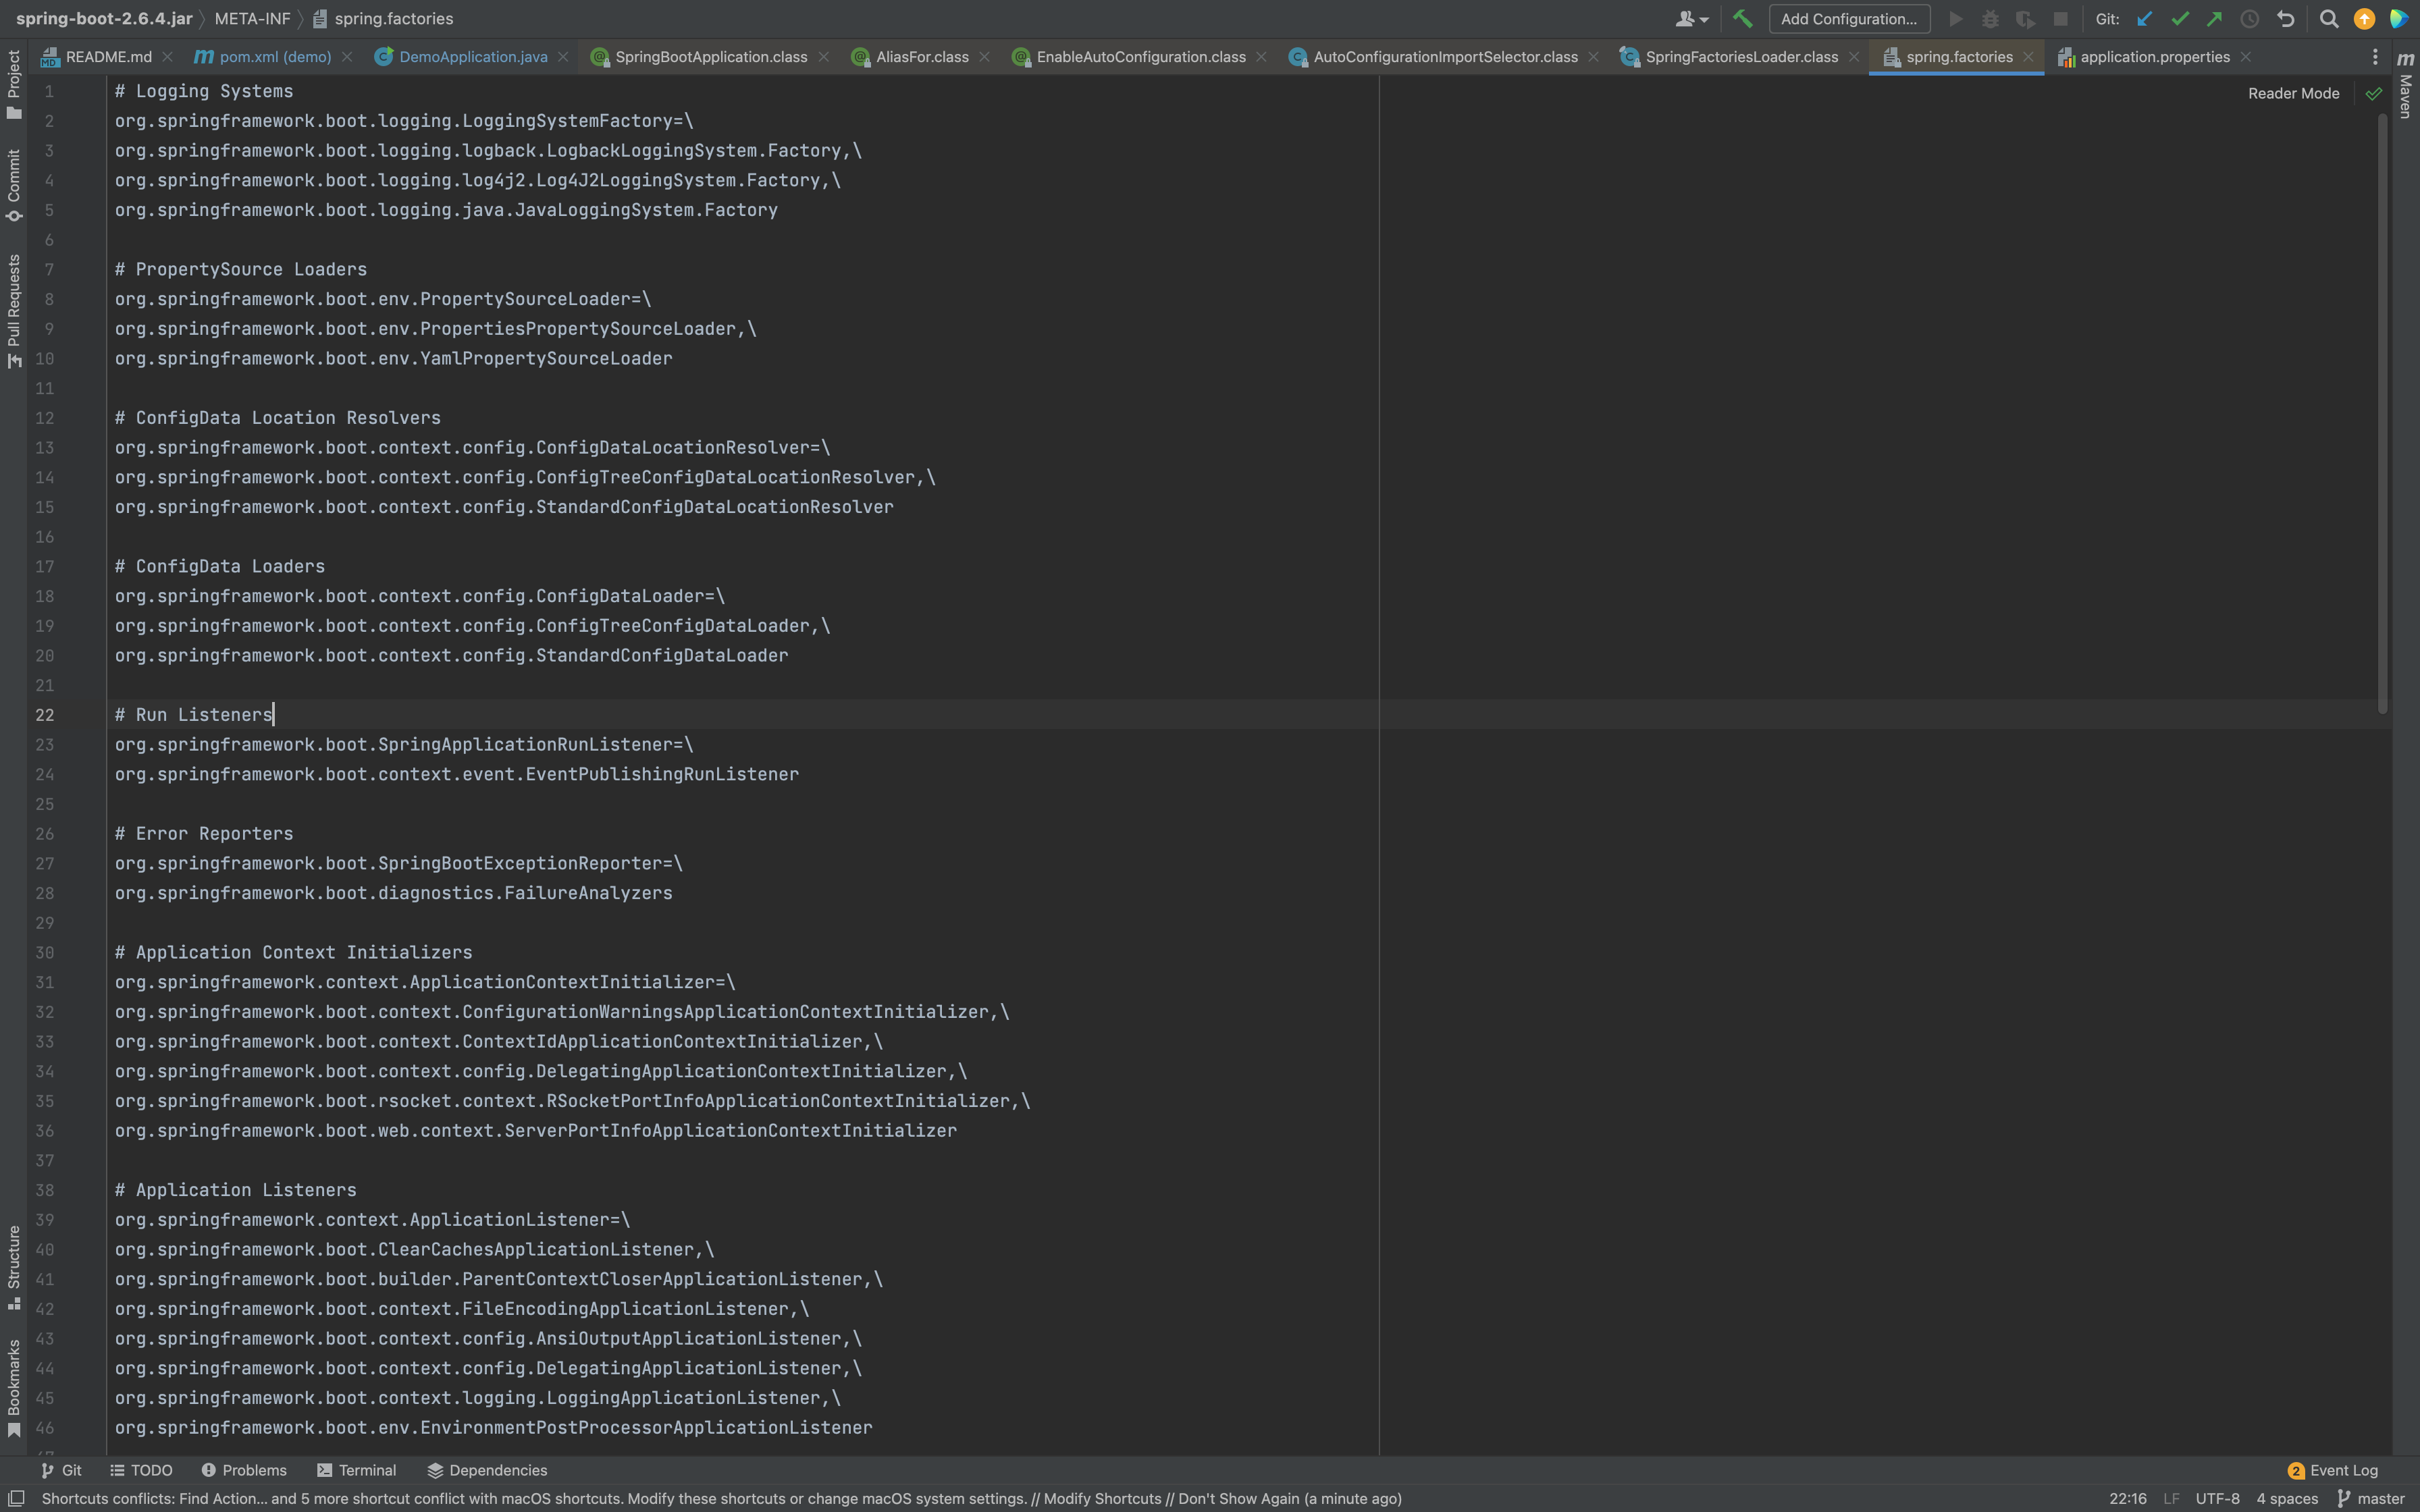 spring-boot-2.6.4.jar META-INF spring.factories
Add Configuration...
Git:
README.md
pom.xml (demo)
DemoApplication.java
SpringBootApplication.class
AliasFor.class
EnableAutoConfiguration.class
AutoConfigurationImportSelector.class
SpringFactoriesLoader.class
spring.factories
application.properties
Reader Mode
Project
Commit
Pull Requests
Structure
Bookmarks
Maven
1 # Logging Systems
2 org.springframework.boot.logging.LoggingSystemFactory=\
3 org.springframework.boot.logging.logback.LogbackLoggingSystem.Factory,\
4 org.springframework.boot.logging.log4j2.Log4J2LoggingSystem.Factory,\
5 org.springframework.boot.logging.java.JavaLoggingSystem.Factory
6
7 # PropertySource Loaders
8 org.springframework.boot.env.PropertySourceLoader=\
9 org.springframework.boot.env.PropertiesPropertySourceLoader,\
10 org.springframework.boot.env.YamlPropertySourceLoader
11
12 # ConfigData Location Resolvers
13 org.springframework.boot.context.config.ConfigDataLocationResolver=\
14 org.springframework.boot.context.config.ConfigTreeConfigDataLocationResolver,\
15 org.springframework.boot.context.config.StandardConfigDataLocationResolver
16
17 # ConfigData Loaders
18 org.springframework.boot.context.config.ConfigDataLoader=\
19 org.springframework.boot.context.config.ConfigTreeConfigDataLoader,\
20 org.springframework.boot.context.config.StandardConfigDataLoader
21
22 # Run Listeners
23 org.springframework.boot.SpringApplicationRunListener=\
24 org.springframework.boot.context.event.EventPublishingRunListener
25
26 # Error Reporters
27 org.springframework.boot.SpringBootExceptionReporter=\
28 org.springframework.boot.diagnostics.FailureAnalyzers
29
30 # Application Context Initializers
31 org.springframework.context.ApplicationContextInitializer=\
32 org.springframework.boot.context.ConfigurationWarningsApplicationContextInitializer,\
33 org.springframework.boot.context.ContextIdApplicationContextInitializer,\
34 org.springframework.boot.context.config.DelegatingApplicationContextInitializer,\
35 org.springframework.boot.rsocket.context.RSocketPortInfoApplicationContextInitializer,\
36 org.springframework.boot.web.context.ServerPortInfoApplicationContextInitializer
37
38 # Application Listeners
39 org.springframework.context.ApplicationListener=\
40 org.springframework.boot.ClearCachesApplicationListener,\
41 org.springframework.boot.builder.ParentContextCloserApplicationListener,\
42 org.springframework.boot.context.FileEncodingApplicationListener,\
43 org.springframework.boot.context.config.AnsiOutputApplicationListener,\
44 org.springframework.boot.context.config.DelegatingApplicationListener,\
45 org.springframework.boot.context.logging.LoggingApplicationListener,\
46 org.springframework.boot.env.EnvironmentPostProcessorApplicationListener
Git TODO Problems Terminal Dependencies
2 Event Log
Shortcuts conflicts: Find Action... and 5 more shortcut conflict with macOS shortcuts. Modify these shortcuts or change macOS system settings. // Modify Shortcuts // Don't Show Again (a minute ago)
22:16 LF UTF-8 4 spaces master